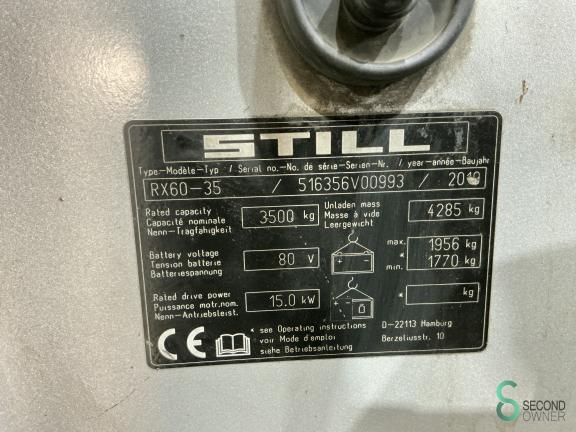 STILL
Type-Modèle-Typ / Serial no.-No. de série-Serien-Nr. / year-année-Baujahr
RX60-35 / 516356V00993 /
Rated capacity
Capacité nominale
Nenn-Tragfähigkeit
3500 kg
Unladen mass
Masse à vide
Leergewicht
4285 kg
Battery voltage
Tension batterie
Batteriespannung
80 V
max. 1956 kg
*
min. 1770 kg
Rated drive power
Puissance motr.nom.
Nenn-Antriebsleist.
15.0 kW
* kg
CE
* see Operating instructions
voir Mode d'emploi
siehe Betriebsanleitung
D-22113 Hamburg
Berzeliusstr. 10
SECOND
OWNER